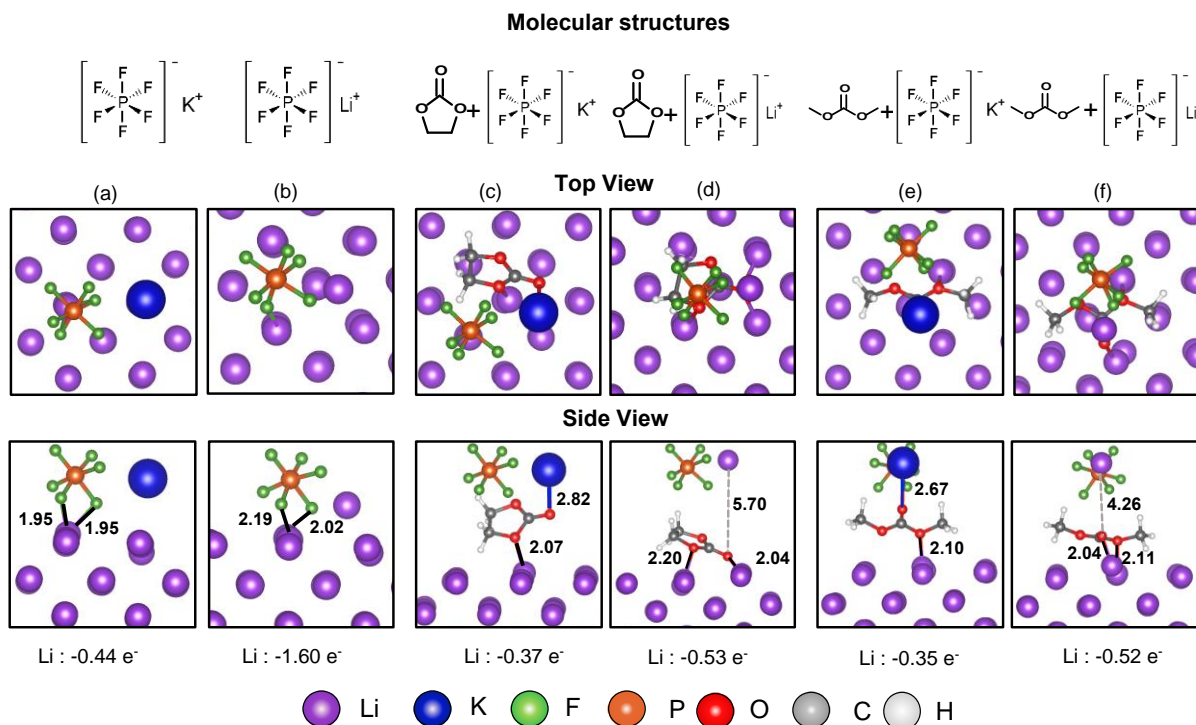 Molecular structures
F F F P F F F − K+
F F F P F F F − Li+
O O O + F F F P F F F − K+
O O O + F F F P F F F − Li+
O O O + F F F P F F F − K+
O O O + F F F P F F F − Li
(a) (b) (c) (d) (e) (f)
Top View
Side View
1.95 1.95
2.19 2.02
2.82 2.07
5.70 2.20 2.04
2.67 2.10
4.26 2.04 2.11
Li : -0.44 e-
Li : -1.60 e-
Li : -0.37 e-
Li : -0.53 e-
Li : -0.35 e-
Li : -0.52 e-
Li K F P O C H